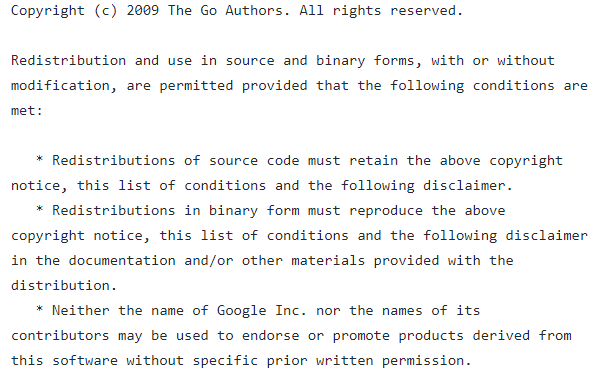 Copyright (c) 2009 The Go Authors. All rights reserved.

Redistribution and use in source and binary forms, with or without
modification, are permitted provided that the following conditions are
met:

   * Redistributions of source code must retain the above copyright
notice, this list of conditions and the following disclaimer.
   * Redistributions in binary form must reproduce the above
copyright notice, this list of conditions and the following disclaimer
in the documentation and/or other materials provided with the
distribution.
   * Neither the name of Google Inc. nor the names of its
contributors may be used to endorse or promote products derived from
this software without specific prior written permission.